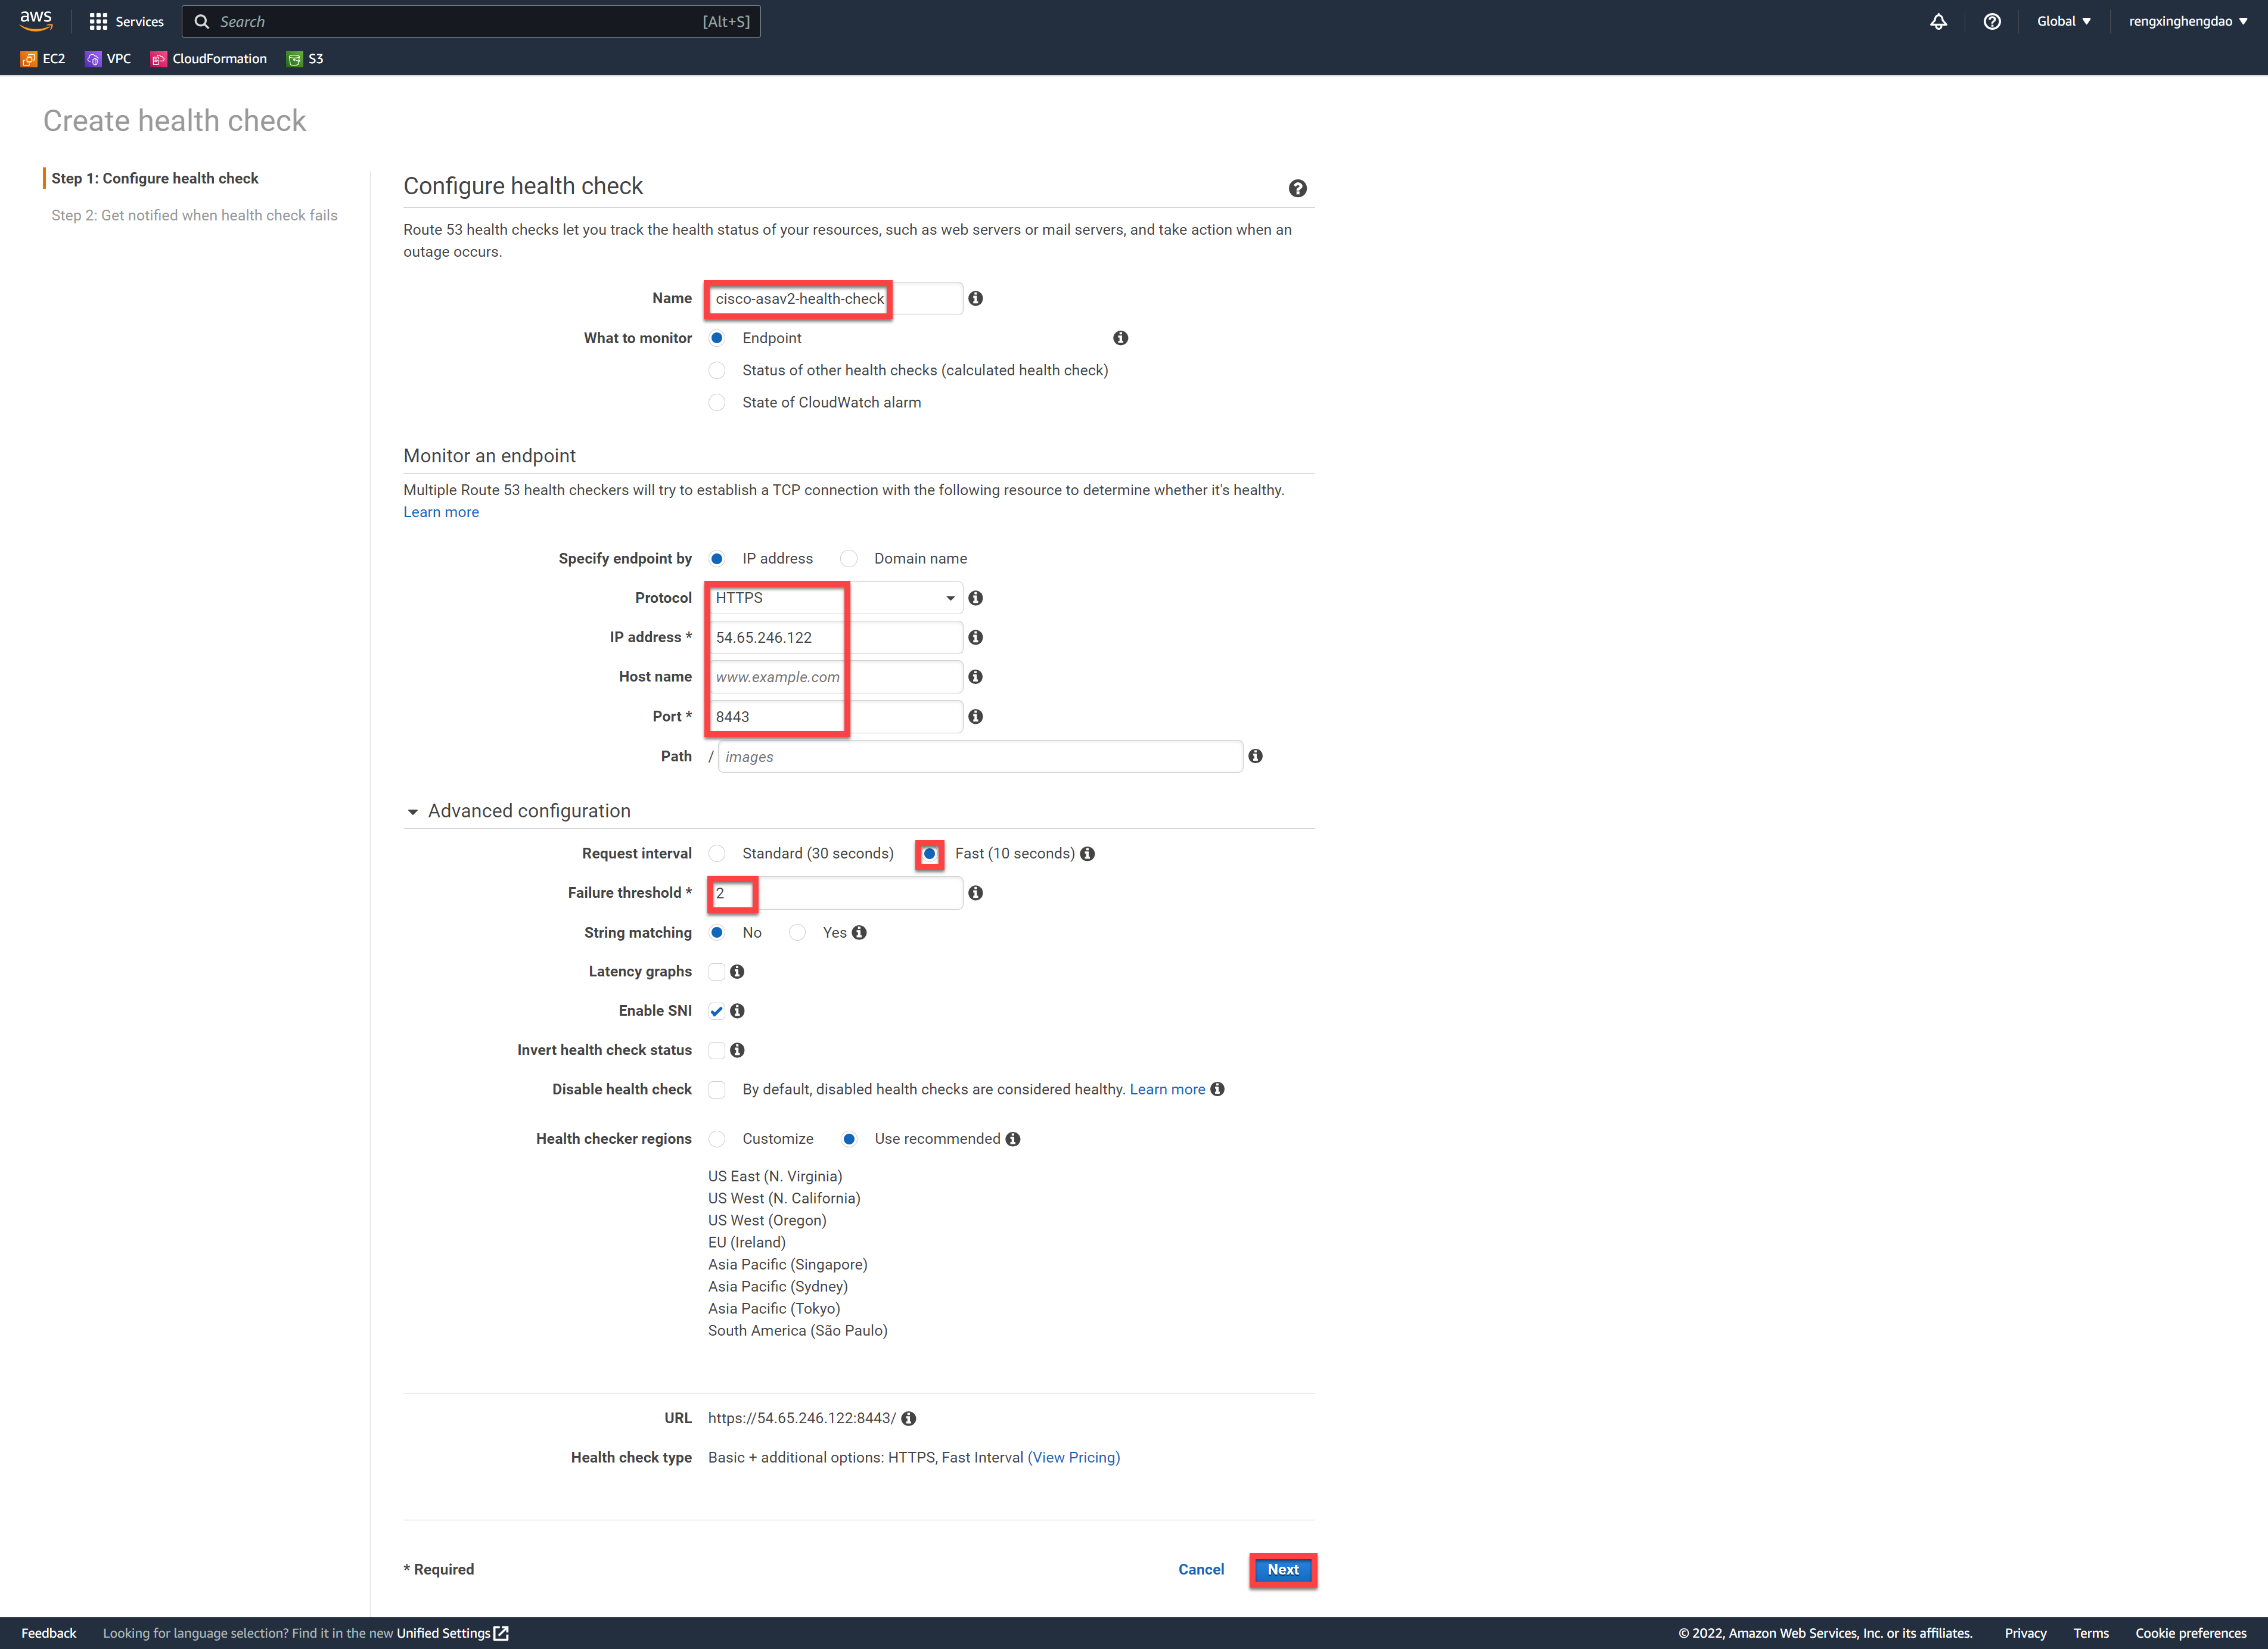 aws Services Search [Alt+S] Global rengxinghengdao
EC2 VPC CloudFormation S3
Create health check
Step 1: Configure health check
Step 2: Get notified when health check fails
Configure health check
Route 53 health checks let you track the health status of your resources, such as web servers or mail servers, and take action when an
outage occurs.
Name cisco-asav2-health-check
What to monitor Endpoint
Status of other health checks (calculated health check)
State of CloudWatch alarm
Monitor an endpoint
Multiple Route 53 health checkers will try to establish a TCP connection with the following resource to determine whether it's healthy.
Learn more
Specify endpoint by IP address Domain name
Protocol HTTPS
IP address * 54.65.246.122
Host name www.example.com
Port * 8443
Path / images
Advanced configuration
Request interval Standard (30 seconds) Fast (10 seconds)
Failure threshold * 2
String matching No Yes
Latency graphs
Enable SNI
Invert health check status
Disable health check By default, disabled health checks are considered healthy. Learn more
Health checker regions Customize Use recommended
US East (N. Virginia)
US West (N. California)
US West (Oregon)
EU (Ireland)
Asia Pacific (Singapore)
Asia Pacific (Sydney)
Asia Pacific (Tokyo)
South America (São Paulo)
URL https://54.65.246.122:8443/
Health check type Basic + additional options: HTTPS, Fast Interval (View Pricing)
* Required Cancel Next
Feedback Looking for language selection? Find it in the new Unified Settings © 2022, Amazon Web Services, Inc. or its affiliates. Privacy Terms Cookie preferences